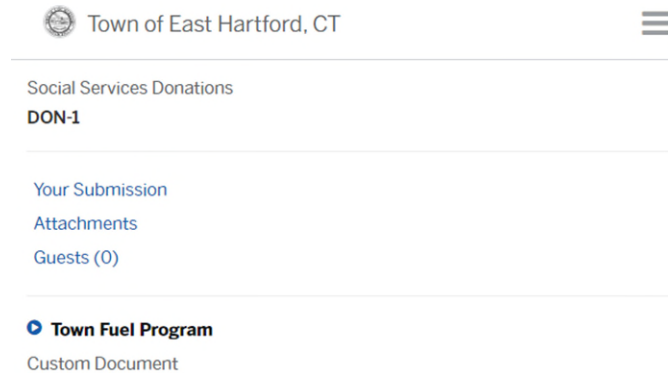 Town of East Hartford, CT
Social Services Donations
DON-1
Your Submission
Attachments
Guests (0)
Town Fuel Program
Custom Document